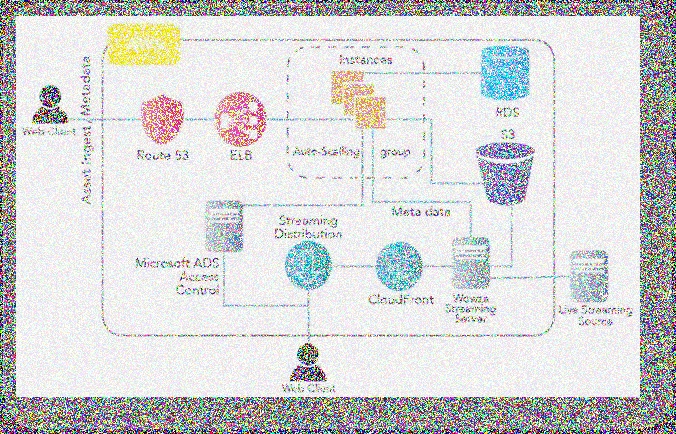 Instances
RDS
S3
Web Client
Asset Ingest / Metadata
Route 53
ELB
Auto-Scaling group
Meta data
Streaming
Distribution
Microsoft ADS
Access
Control
CloudFront
Wowza
Streaming
Server
Live Streaming
Source
Web Client